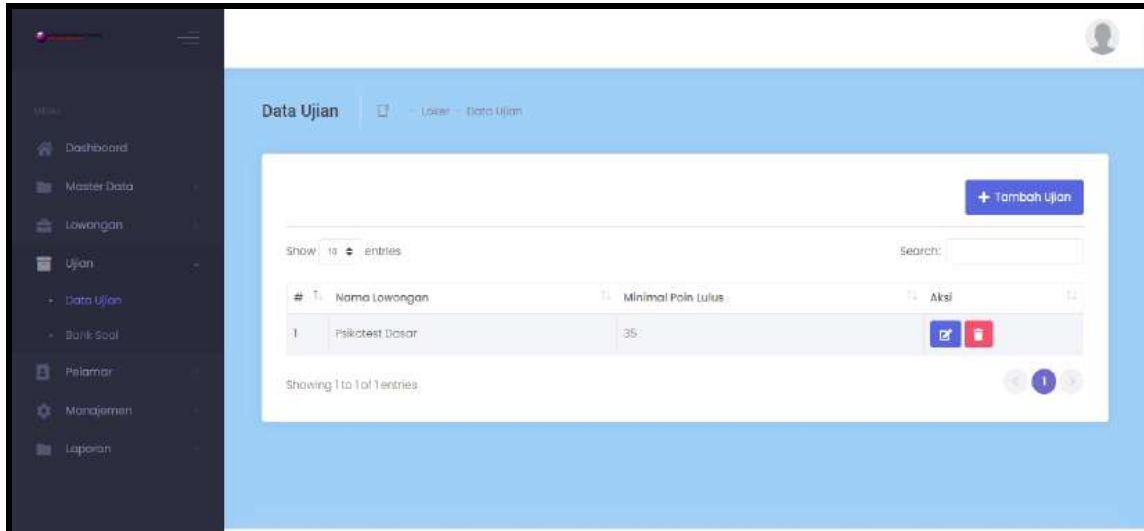 MENU
Dashboard
Master Data
Lowongan
Ujian
Data Ujian
Bank Soal
Pelamar
Manajemen
Laporan
Data Ujian
- Loker - Data Ujian
+ Tambah Ujian
Show 10 entries
Search:
# Nama Lowongan Minimal Poin Lulus Aksi
1 Psikotest Dasar 35
Showing 1 to 1 of 1 entries
< 1 >